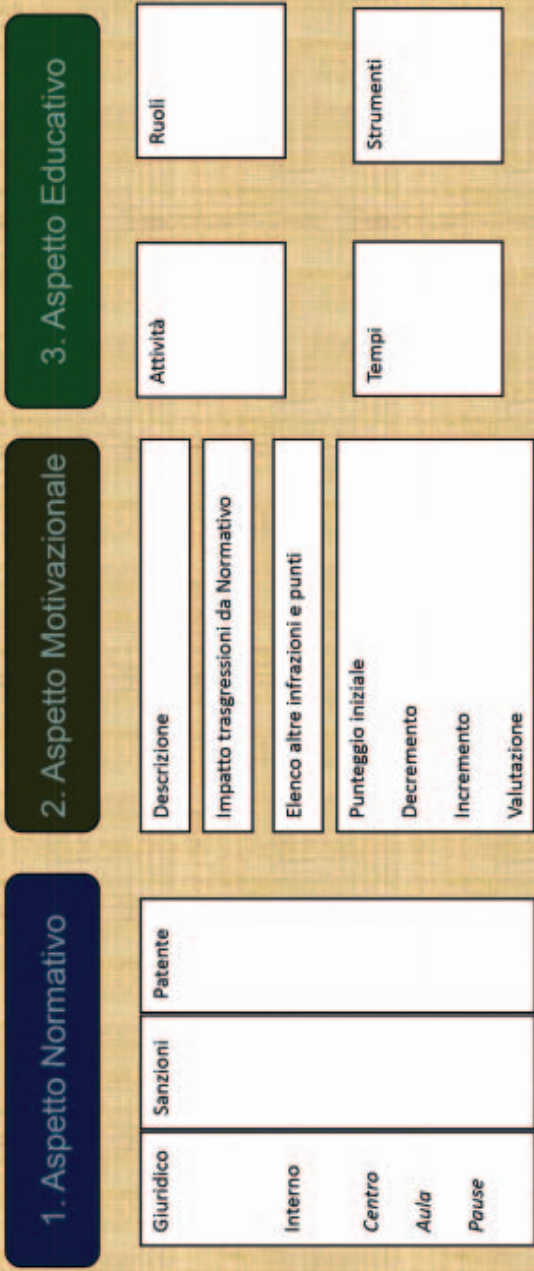 1. Aspetto Normativo
Giuridico
Interno
Centro
Aula
Pause
Sanzioni
Patente
2. Aspetto Motivazionale
Descrizione
Impatto trasgressioni da Normativo
Elenco altre infrazioni e punti
Punteggio iniziale
Decremento
Incremento
Valutazione
3. Aspetto Educativo
Attività
Ruoli
Tempi
Strumenti